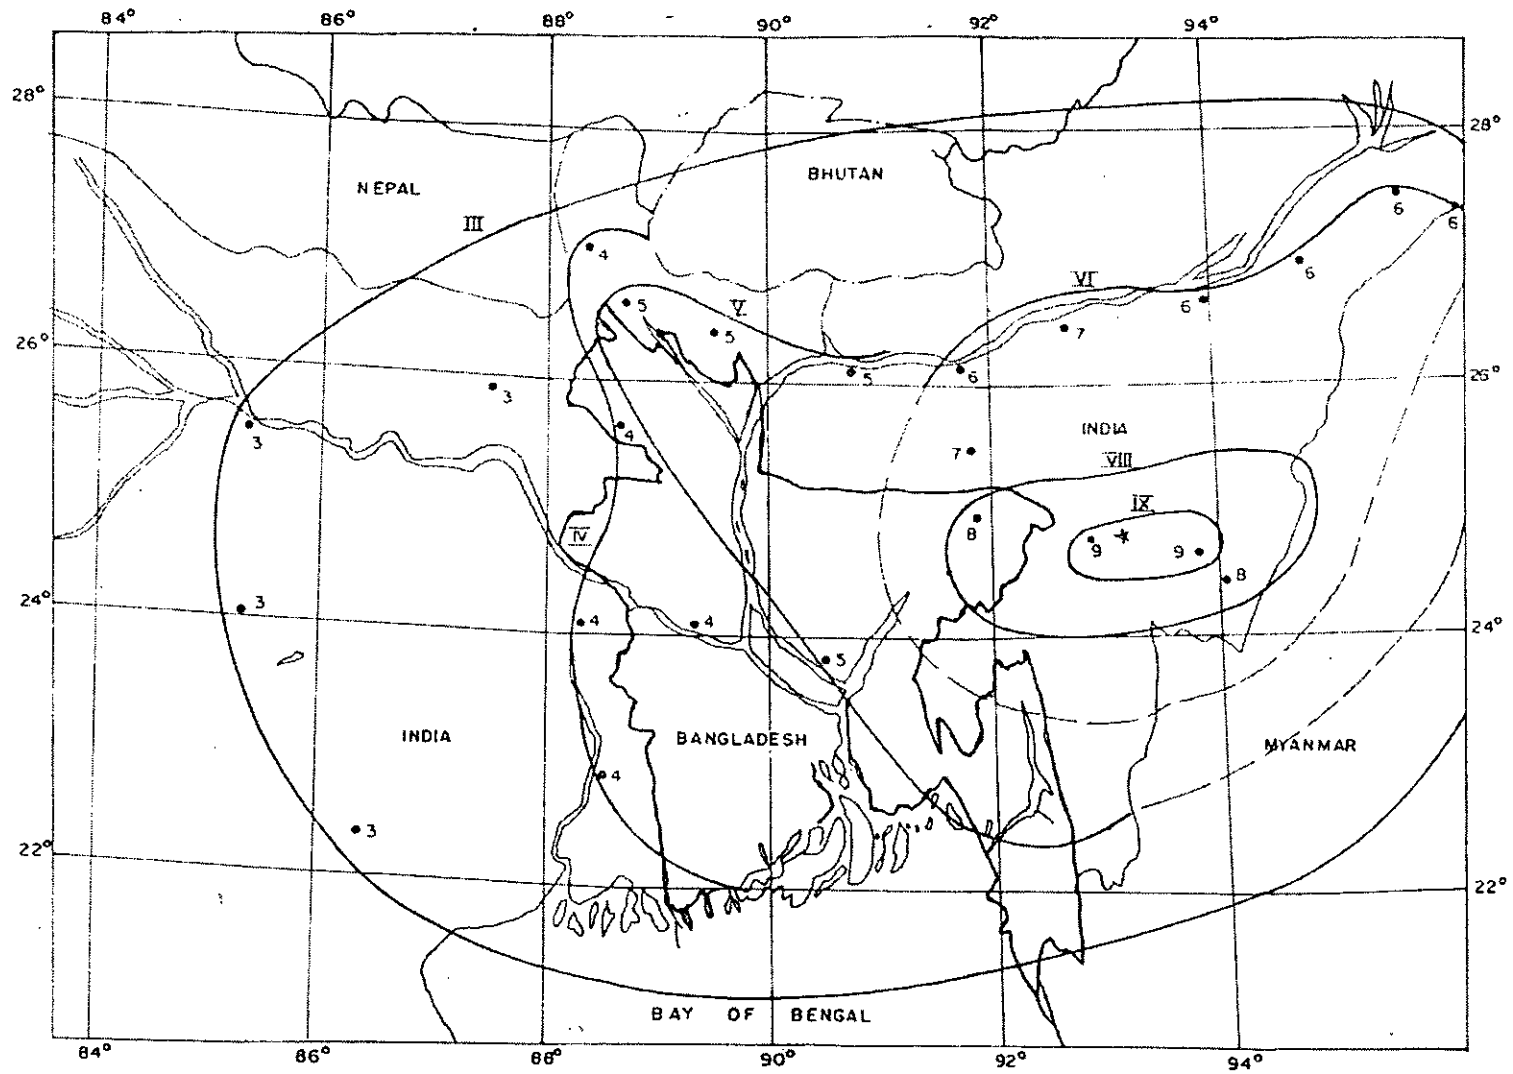 84° 86° 88° 90° 92° 94°
28° 28°
NEPAL BHUTAN
III
6 6
4
VI 6
5 V 5 6
7
26° 26°
5 6
3 3
4 INDIA
3 7 VIII
IX
8
IV 9 9
8
24° 3 24°
4 4
5
INDIA BANGLADESH MYANMAR
4
3
22° 22°
BAY OF BENGAL
84° 86° 88° 90° 92° 94°